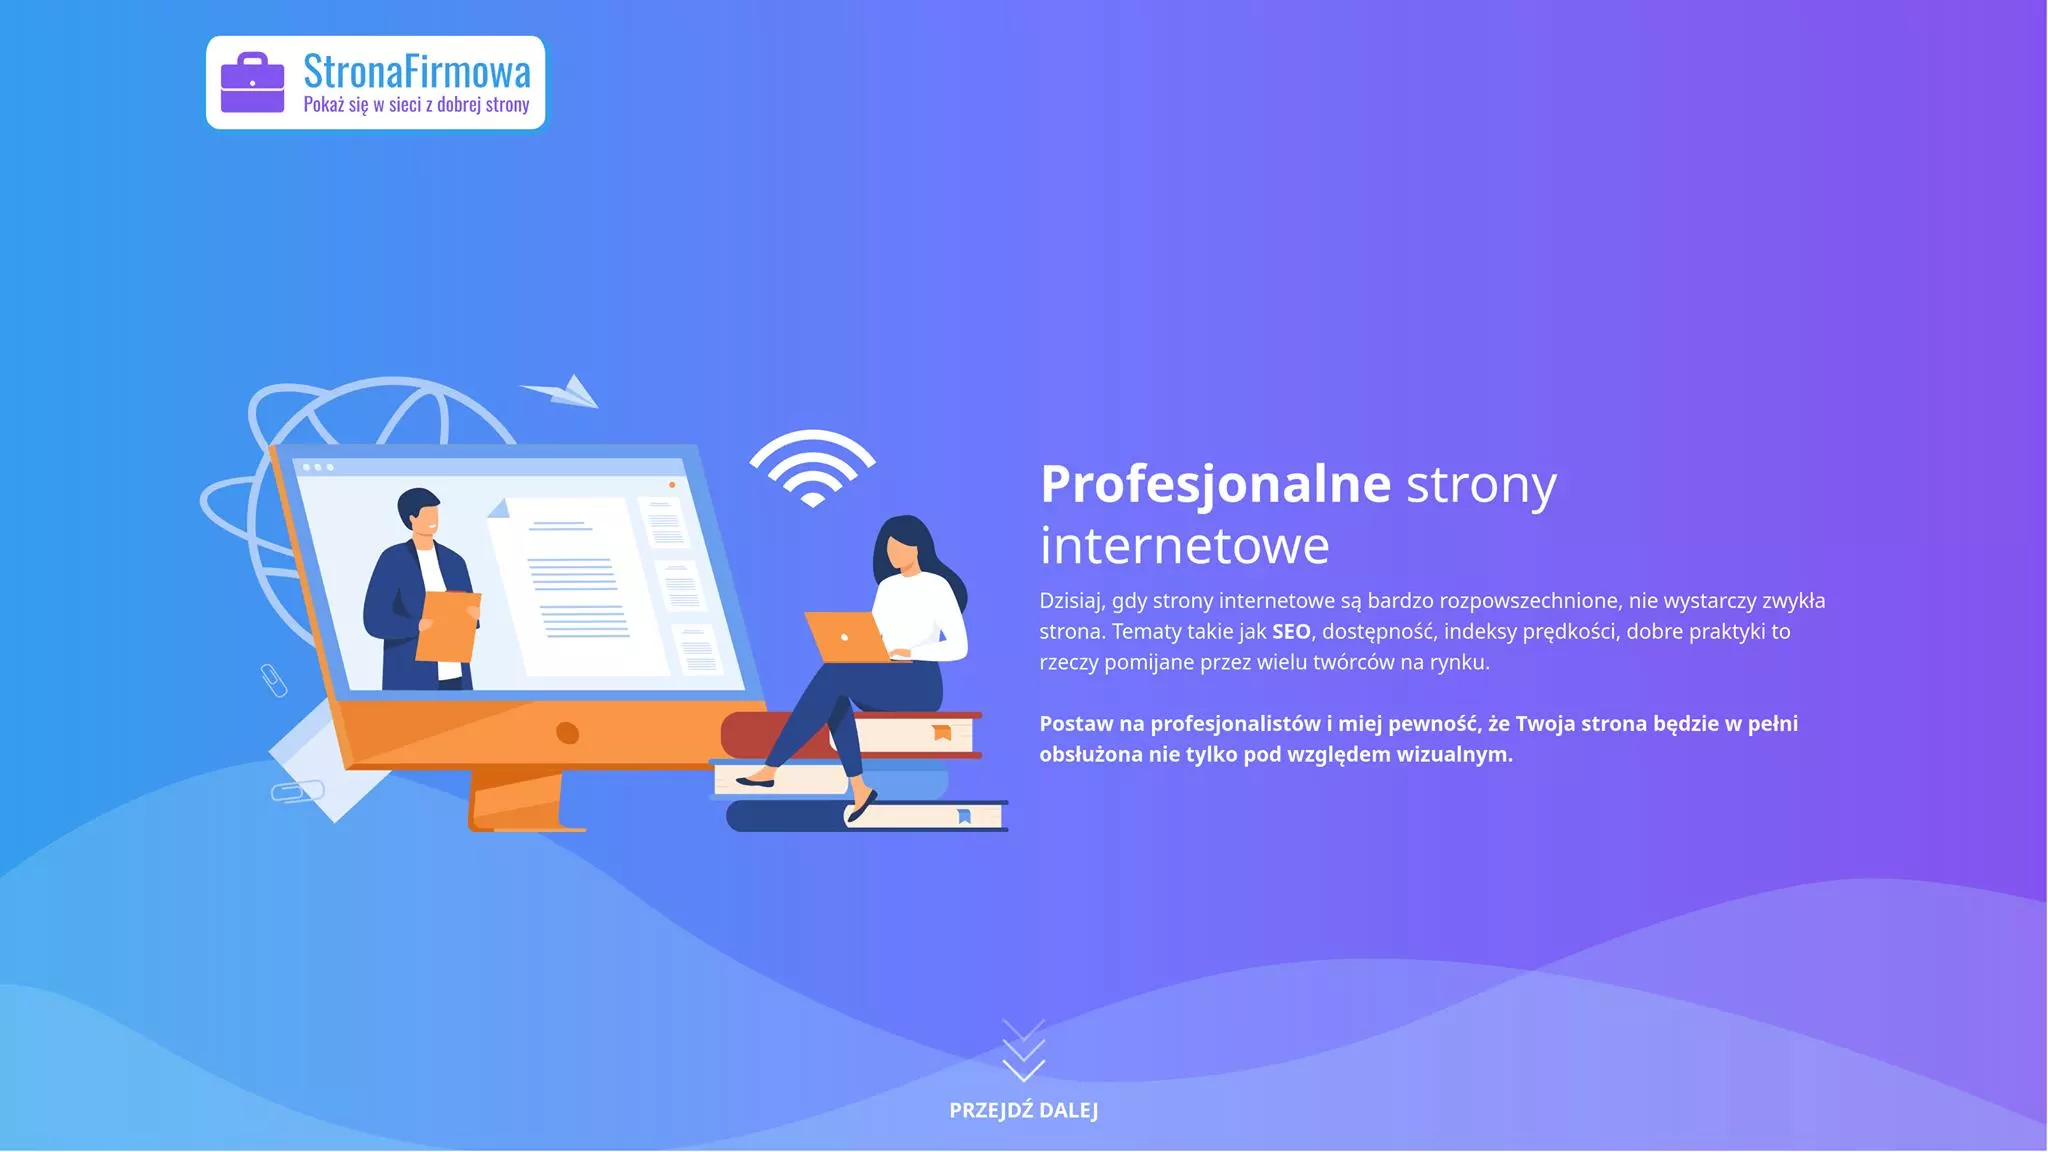 StronaFirmowa
Pokaż się w sieci z dobrej strony
Profesjonalne strony
internetowe
Dzisiaj, gdy strony internetowe są bardzo rozpowszechnione, nie wystarczy zwykła
strona. Tematy takie jak SEO, dostępność, indeksy prędkości, dobre praktyki to
rzeczy pomijane przez wielu twórców na rynku.
Postaw na profesjonalistów i miej pewność, że Twoja strona będzie w pełni
obsłużona nie tylko pod względem wizualnym.
PRZEJDŹ DALEJ